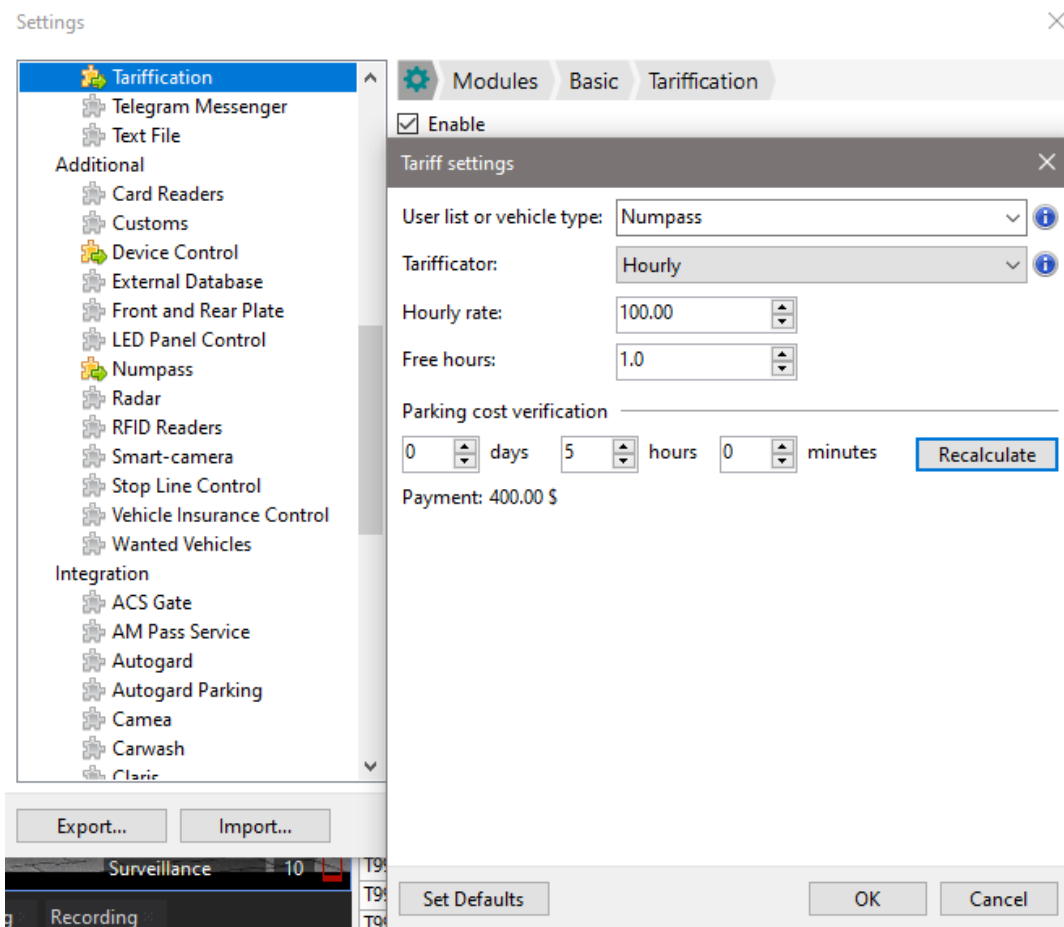 Settings
Tariffication
Telegram Messenger
Text File
Additional
Card Readers
Customs
Device Control
External Database
Front and Rear Plate
LED Panel Control
Numpass
Radar
RFID Readers
Smart-camera
Stop Line Control
Vehicle Insurance Control
Wanted Vehicles
Integration
ACS Gate
AM Pass Service
Autogard
Autogard Parking
Camea
Carwash
Claris
Export...
Import...
Surveillance
10
Recording
Modules
Basic
Tariffication
Enable
Tariff settings
User list or vehicle type: Numpass
Tarifficator: Hourly
Hourly rate: 100.00
Free hours: 1.0
Parking cost verification
0 days 5 hours 0 minutes Recalculate
Payment: 400.00 $
Set Defaults
OK
Cancel